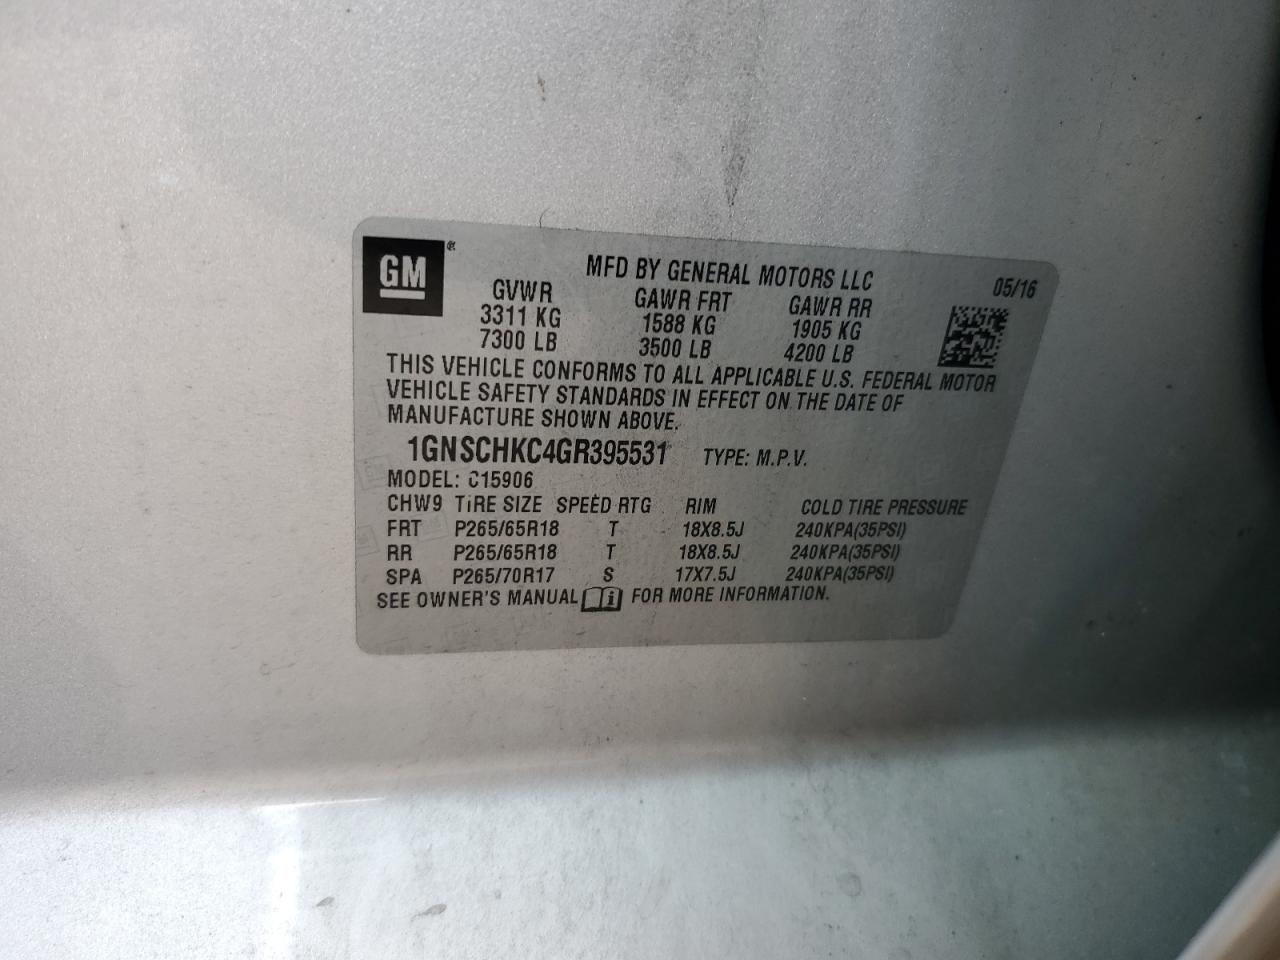 GM ®
MFD BY GENERAL MOTORS LLC 05/16
GVWR GAWR FRT GAWR RR
3311 KG 1588 KG 1905 KG
7300 LB 3500 LB 4200 LB
THIS VEHICLE CONFORMS TO ALL APPLICABLE U.S. FEDERAL MOTOR
VEHICLE SAFETY STANDARDS IN EFFECT ON THE DATE OF
MANUFACTURE SHOWN ABOVE.
1GNSCHKC4GR395531 TYPE: M.P.V.
MODEL: C15906
CHW9 TIRE SIZE SPEED RTG RIM COLD TIRE PRESSURE
FRT P265/65R18 T 18X8.5J 240KPA(35PSI)
RR P265/65R18 T 18X8.5J 240KPA(35PSI)
SPA P265/70R17 S 17X7.5J 240KPA(35PSI)
SEE OWNER'S MANUAL FOR MORE INFORMATION.